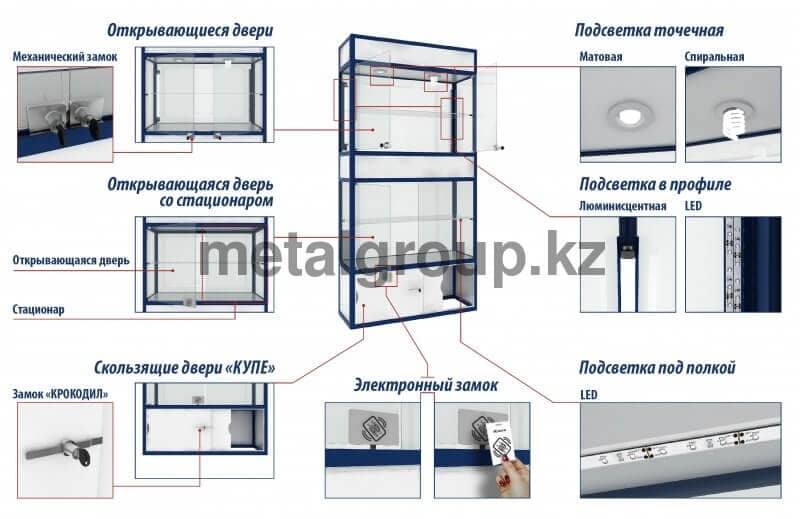 Открывающиеся двери
Механический замок
Открывающаяся дверь
со стационаром
Открывающаяся дверь
Стационар
Скользящие двери «КУПЕ»
Замок «КРОКОДИЛ»
Электронный замок
Подсветка точечная
Матовая
Спиральная
Подсветка в профиле
Люминисцентная
LED
Подсветка под полкой
LED
metalgroup.kz